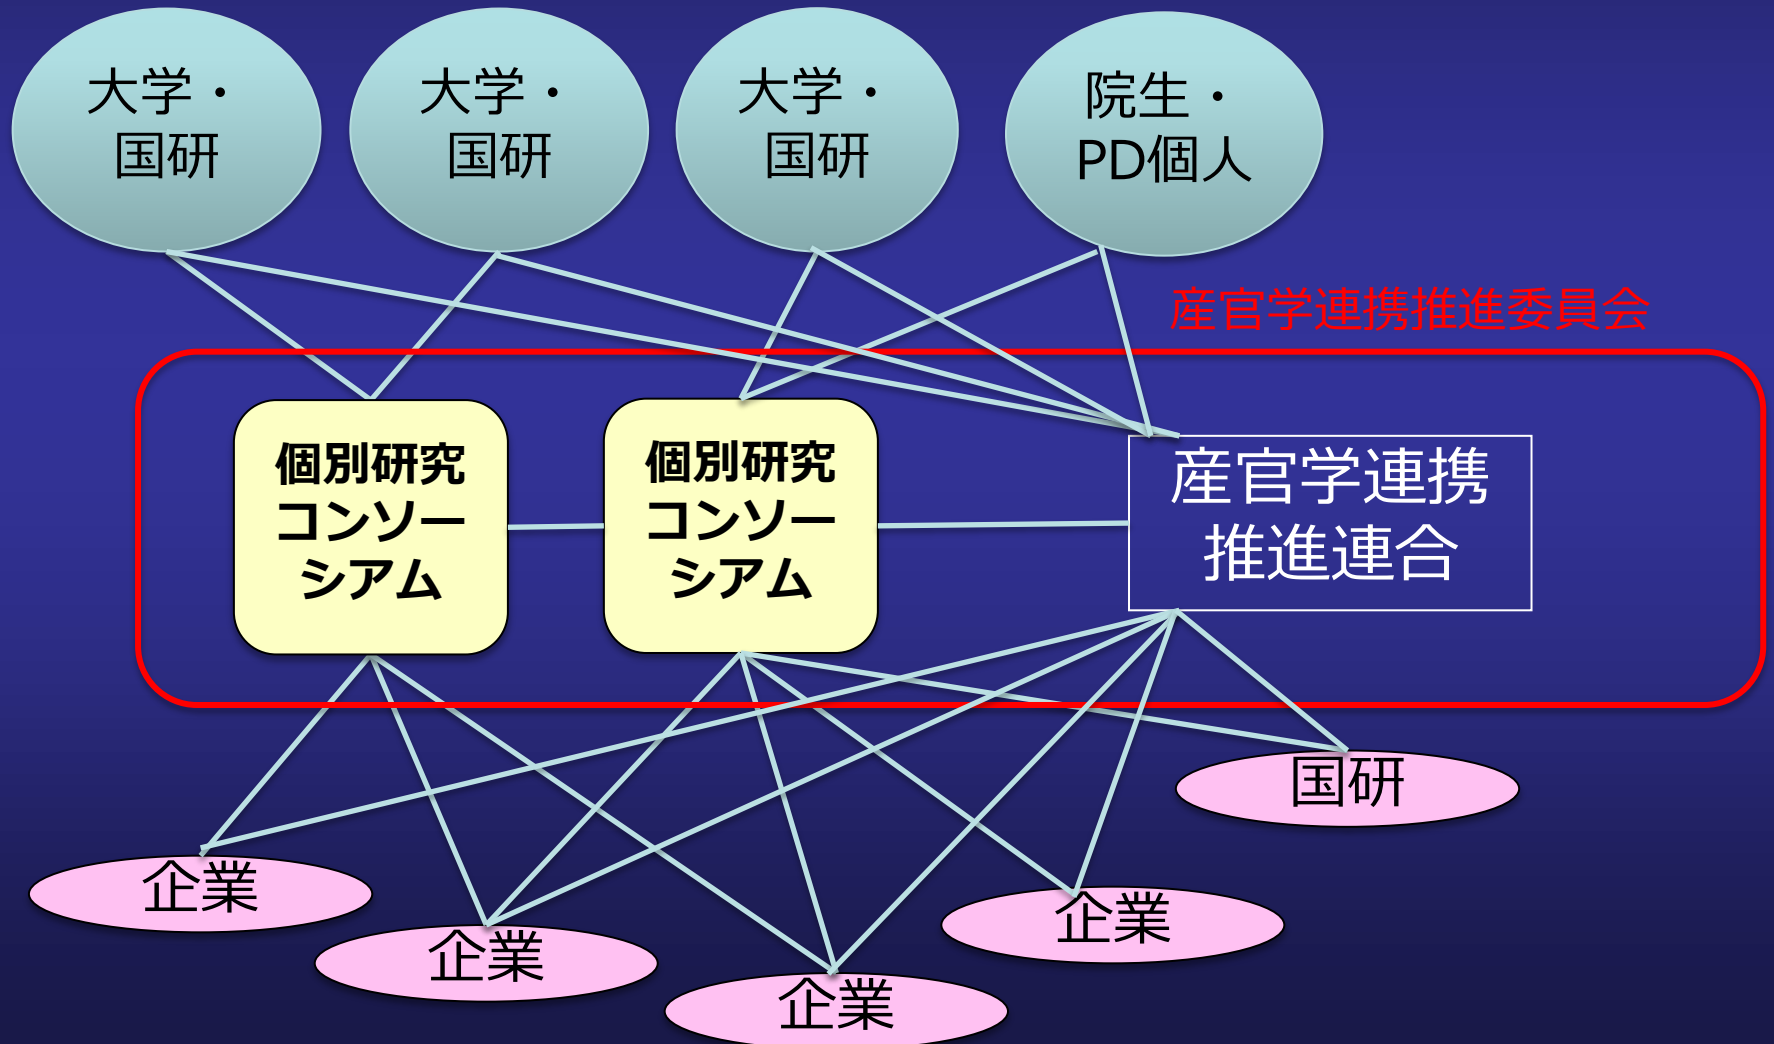 大学・
国研
大学・
国研
大学・
国研
院生・
PD個人
産官学連携推進委員会
個別研究
コンソー
シアム
個別研究
コンソー
シアム
産官学連携
推進連合
国研
企業
企業
企業
企業